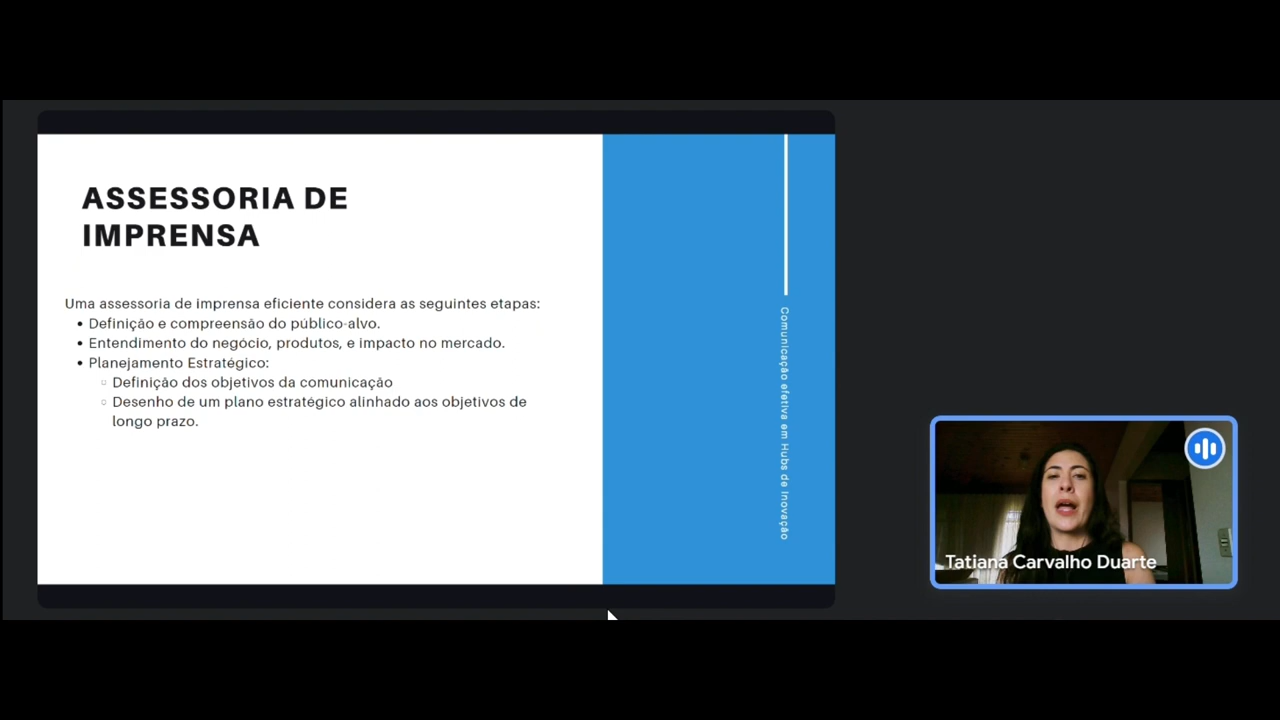 ASSESSORIA DE
IMPRENSA
Uma assessoria de imprensa eficiente considera as seguintes etapas:
• Definição e compreensão do público-alvo.
• Entendimento do negócio, produtos, e impacto no mercado.
• Planejamento Estratégico:
◦ Definição dos objetivos da comunicação
◦ Desenho de um plano estratégico alinhado aos objetivos de
longo prazo.
Comunicação efetiva em Hubs de Inovação
Tatiana Carvalho Duarte